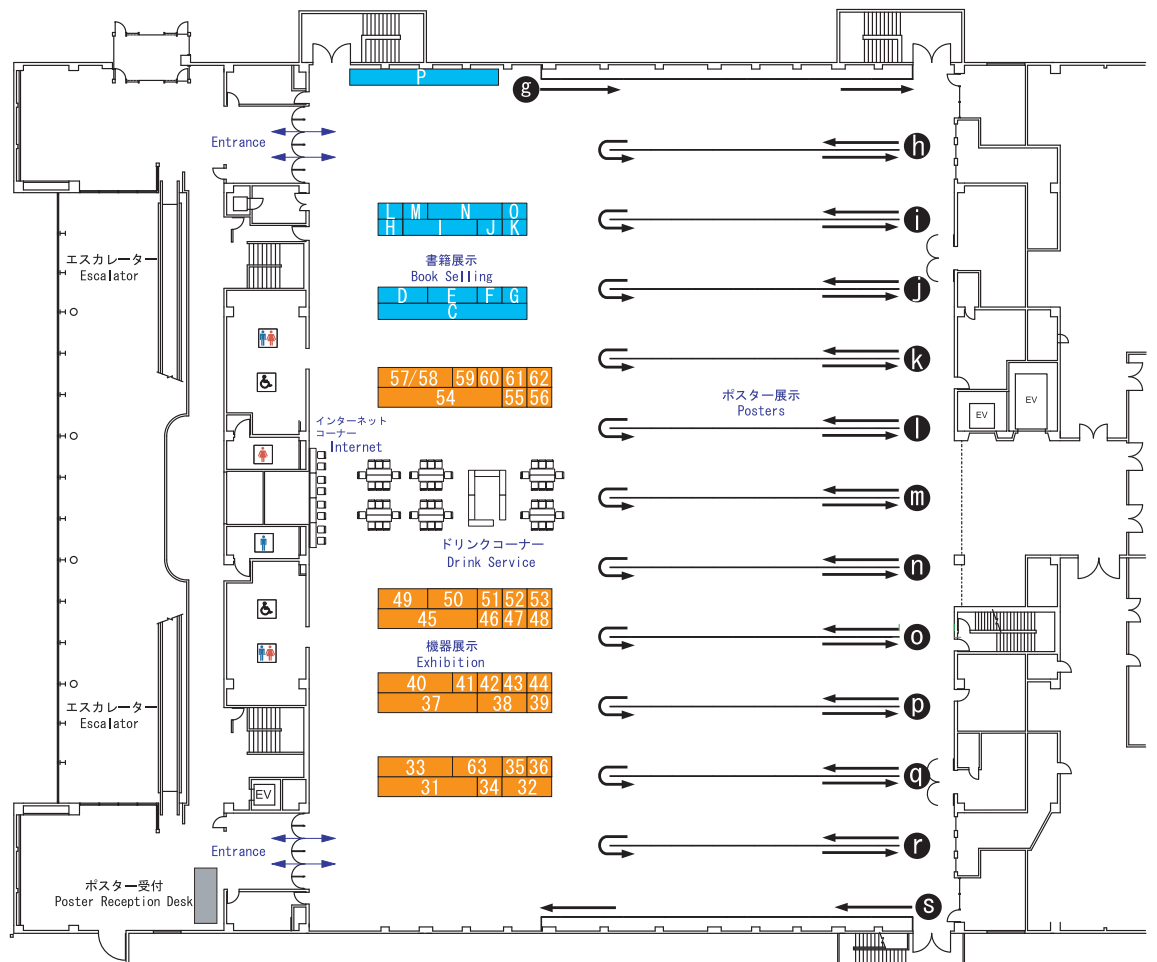 P
g
Entrance
h
L M N O
H I J K
i
エスカレーター
Escalator
書籍展示
Book Selling
D E F G
C
j
k
57/58 59 60 61 62
54 55 56
ポスター展示
Posters
EV
EV
インターネット
コーナー
Internet
l
m
ドリンクコーナー
Drink Service
n
49 50 51 52 53
45 46 47 48
o
機器展示
Exhibition
40 41 42 43 44
37 38 39
p
エスカレーター
Escalator
33 63 35 36
31 34 32
q
EV
Entrance
r
ポスター受付
Poster Reception Desk
s